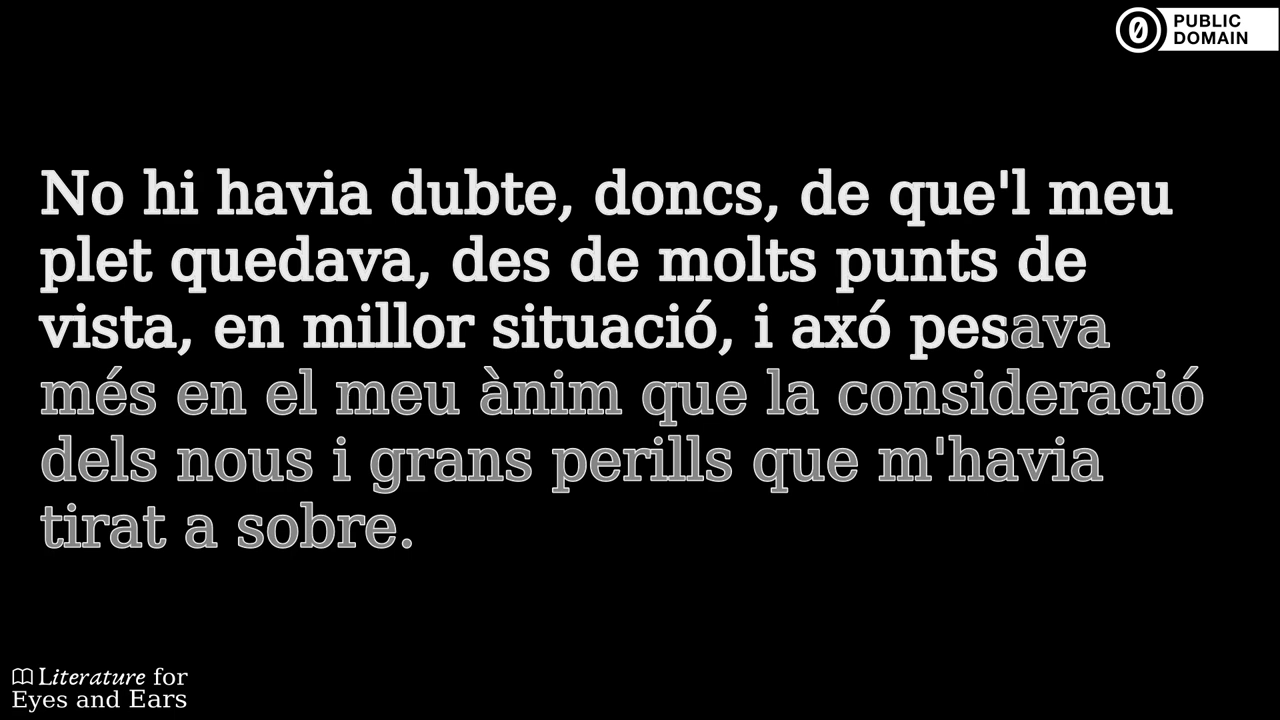 PUBLIC
DOMAIN
No hi havia dubte, doncs, de que'l meu
plet quedava, des de molts punts de
vista, en millor situació, i axó pesava
més en el meu ànim que la consideració
dels nous i grans perills que m'havia
tirat a sobre.
Literature for
Eyes and Ears